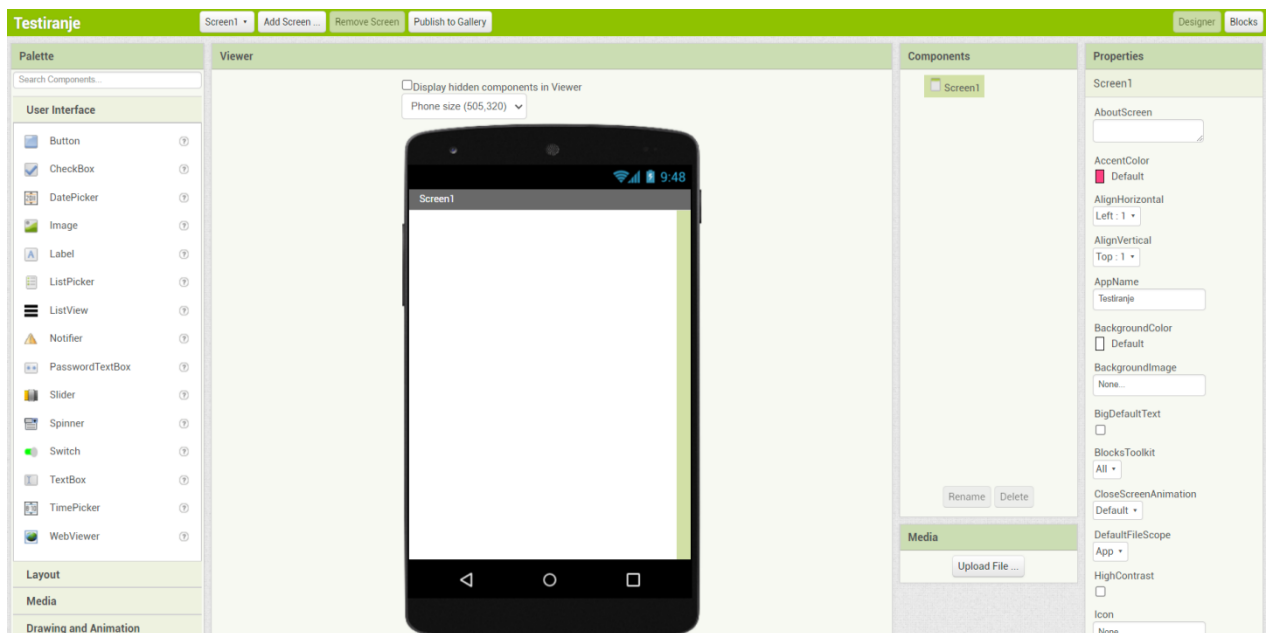 Testiranje
Screen1
Add Screen ...
Remove Screen
Publish to Gallery
Designer
Blocks
Palette
Search Components...
User Interface
Button
CheckBox
DatePicker
Image
Label
ListPicker
ListView
Notifier
PasswordTextBox
Slider
Spinner
Switch
TextBox
TimePicker
WebViewer
Layout
Media
Drawing and Animation
Viewer
Display hidden components in Viewer
Phone size (505,320)
9:48
Screen1
Components
Screen1
Rename
Delete
Media
Upload File ...
Properties
Screen1
AboutScreen
AccentColor
Default
AlignHorizontal
Left : 1
AlignVertical
Top : 1
AppName
Testiranje
BackgroundColor
Default
BackgroundImage
None...
BigDefaultText
BlocksToolkit
All
CloseScreenAnimation
Default
DefaultFileScope
App
HighContrast
Icon
None...